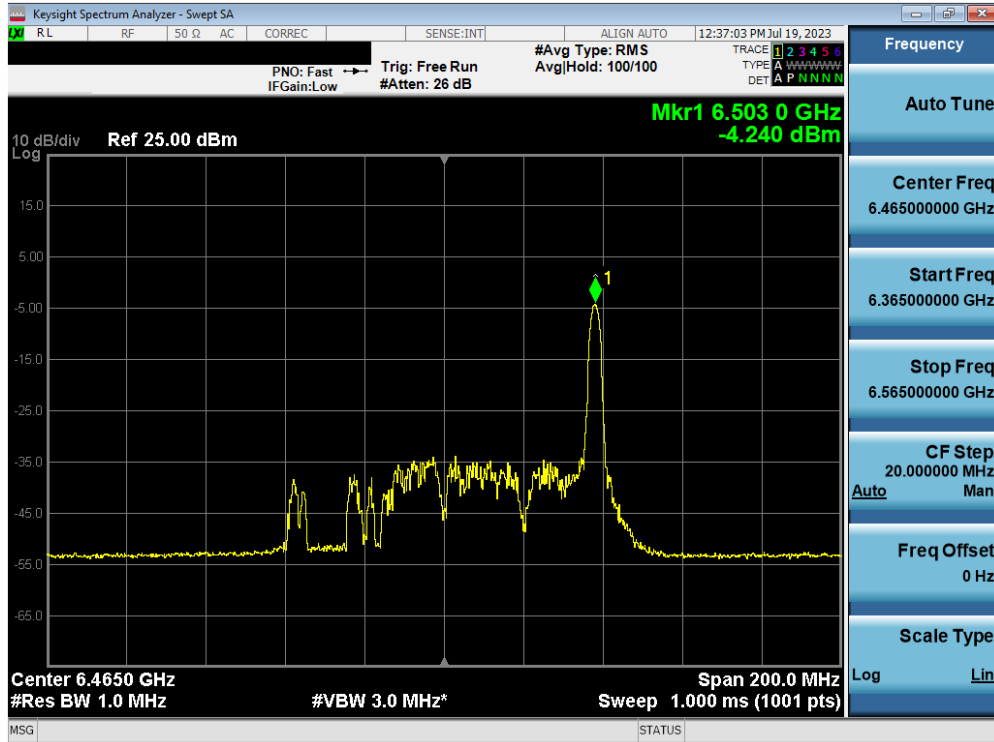 Keysight Spectrum Analyzer - Swept SA
LXI RL RF 50 Ω AC CORREC SENSE:INT ALIGN AUTO 12:37:03 PM Jul 19, 2023
PNO: Fast
IFGain:Low
Trig: Free Run
#Atten: 26 dB
#Avg Type: RMS
Avg|Hold: 100/100
TRACE 1 2 3 4 5 6
TYPE A WWWWW
DET A P N N N N
Mkr1 6.503 0 GHz
-4.240 dBm
10 dB/div Ref 25.00 dBm
Log
15.0
5.00
-5.00
-15.0
-25.0
-35.0
-45.0
-55.0
-65.0
1
Center 6.4650 GHz Span 200.0 MHz
#Res BW 1.0 MHz #VBW 3.0 MHz* Sweep 1.000 ms (1001 pts)
MSG STATUS
Frequency
Auto Tune
Center Freq
6.465000000 GHz
Start Freq
6.365000000 GHz
Stop Freq
6.565000000 GHz
CF Step
20.000000 MHz
Auto Man
Freq Offset
0 Hz
Scale Type
Log Lin